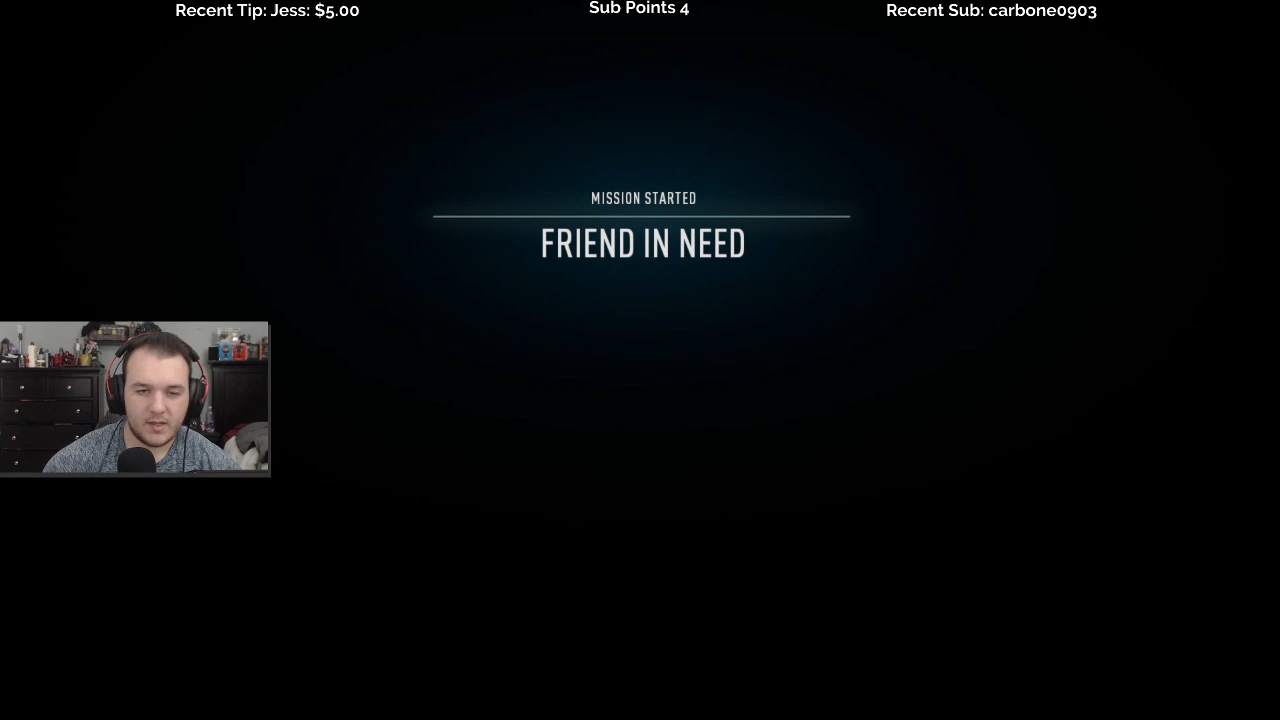 Recent Tip: Jess: $5.00
Sub Points 4
Recent Sub: carbone0903
MISSION STARTED
FRIEND IN NEED